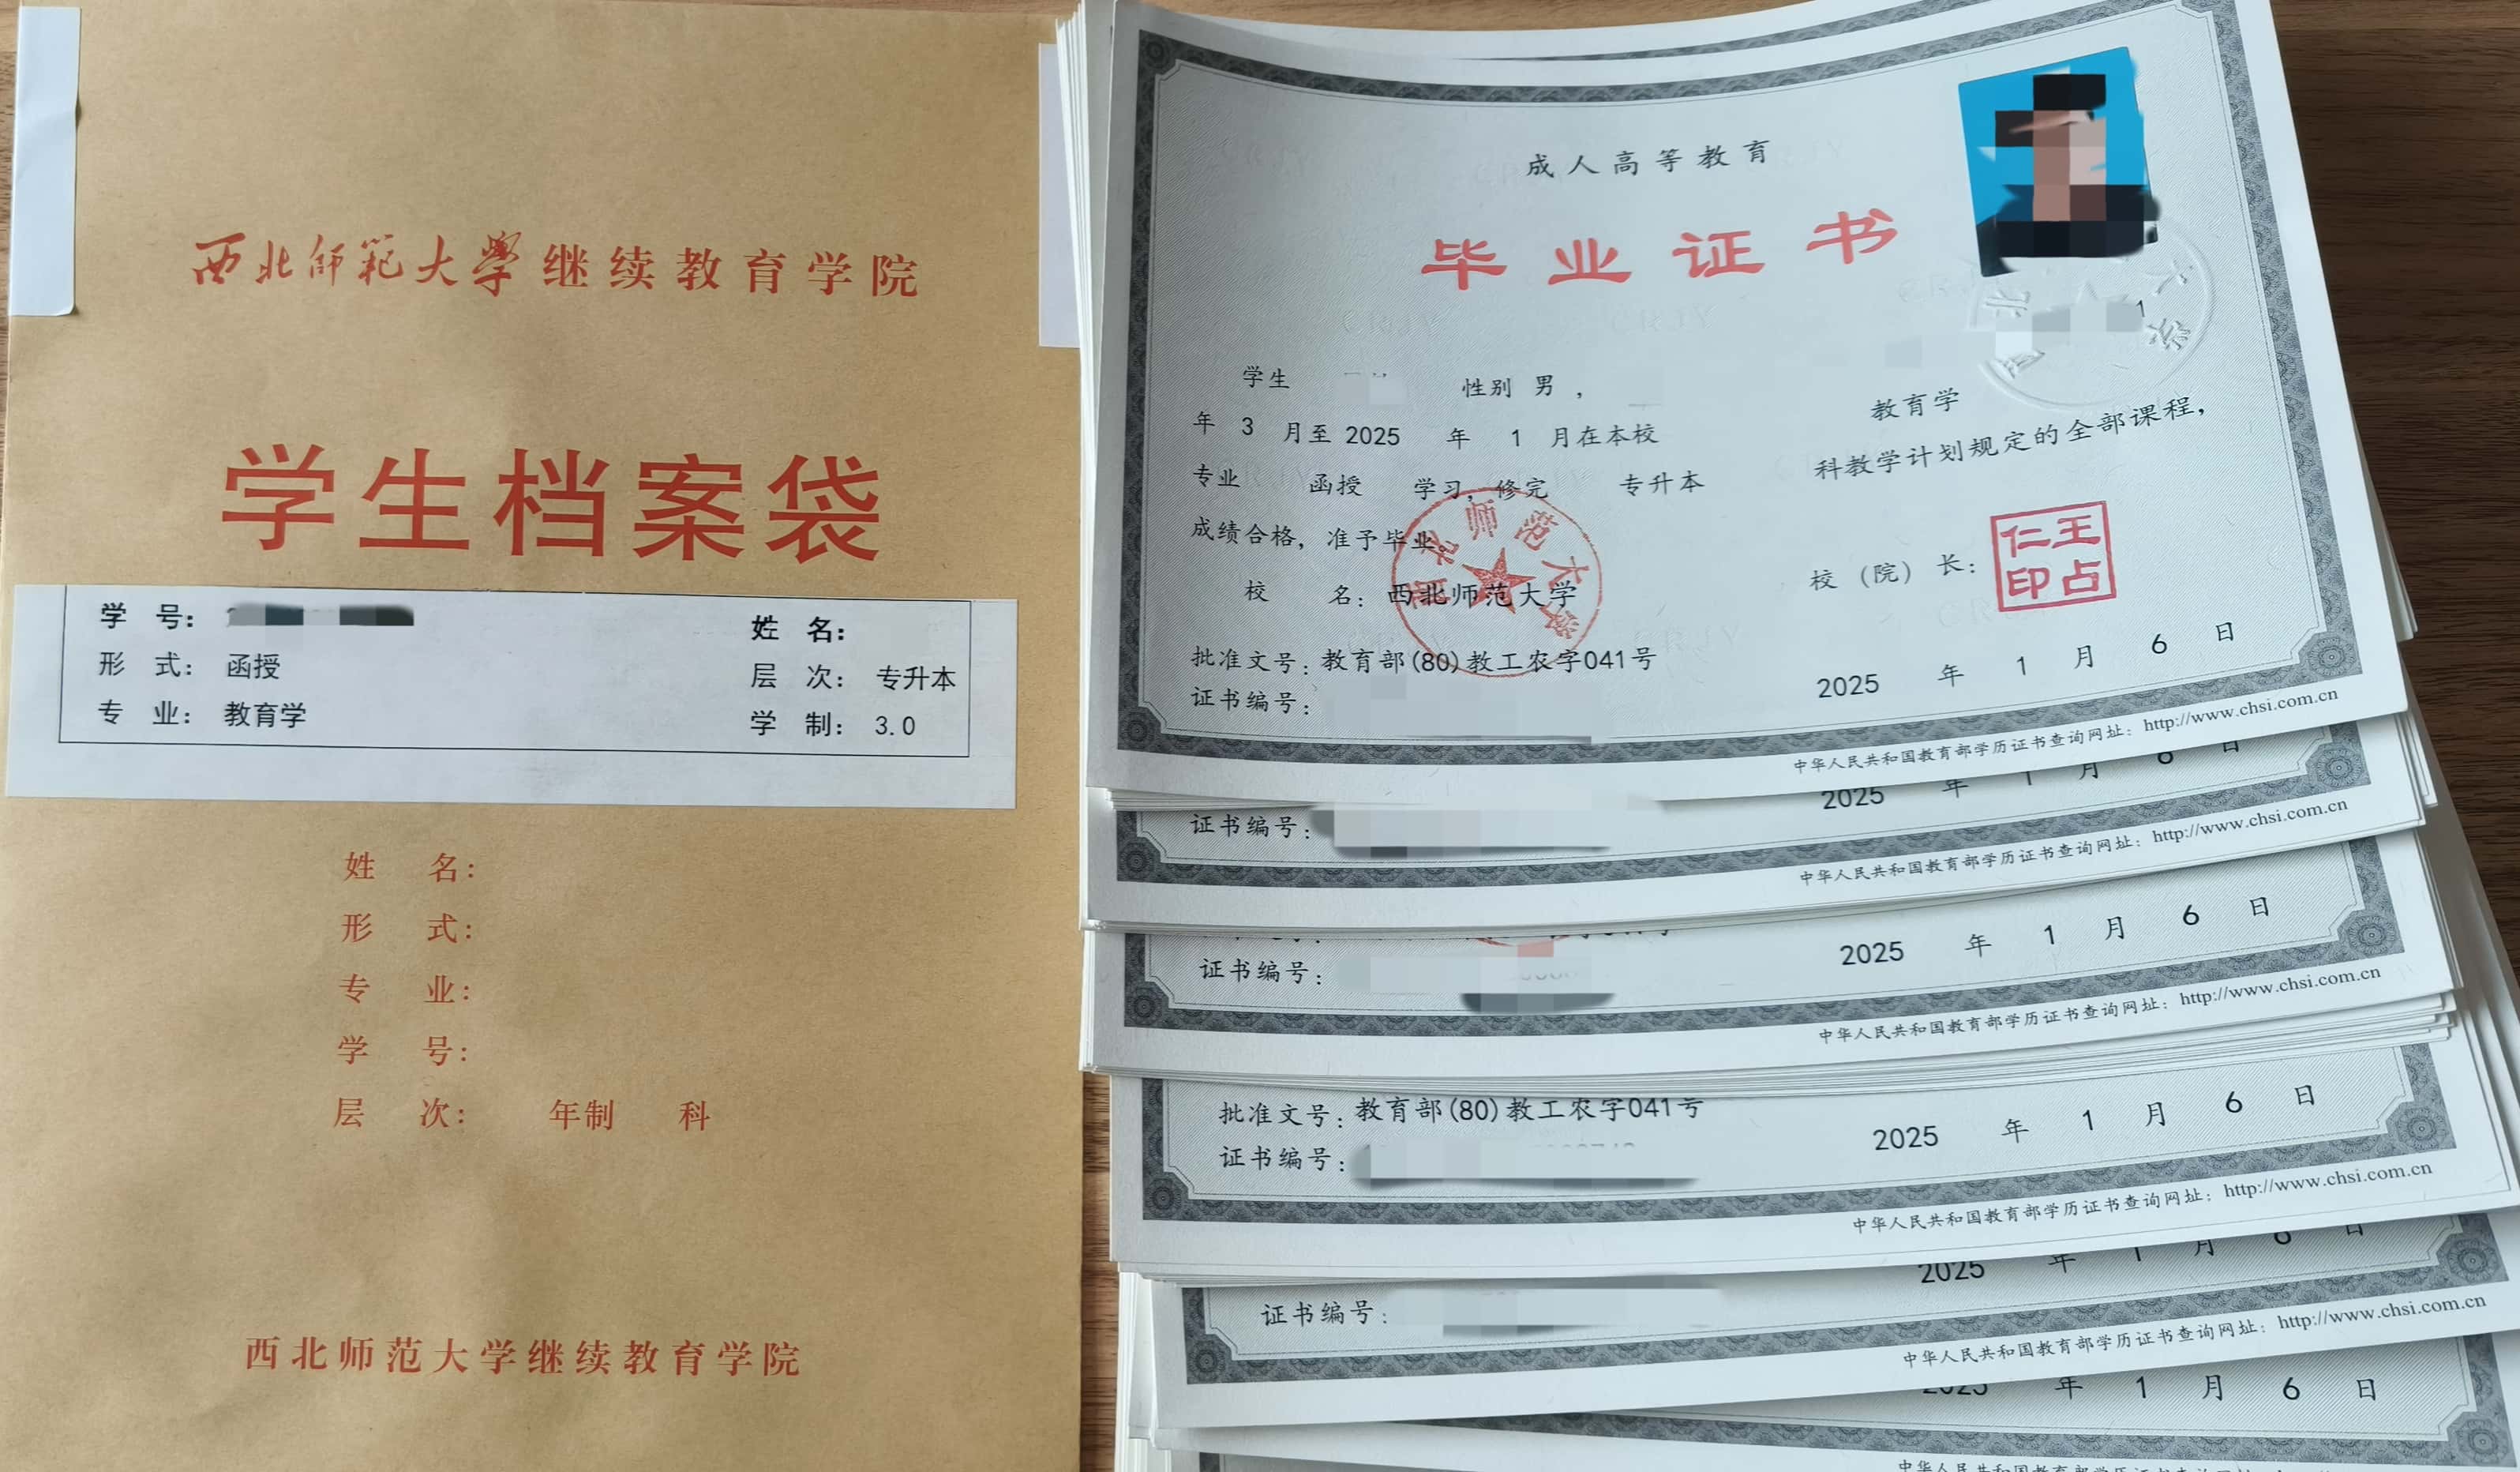 西北師範大學继续教育学院
学生档案袋
学 号：
姓 名：
形 式： 函授
层 次： 专升本
专 业： 教育学
学 制： 3.0
姓 名：
形 式：
专 业：
学 号：
层 次： 年制 科
西北师范大学继续教育学院
成人高等教育
毕业证书
学生 性别 男 ，
年 3 月至 2025 年 1 月在本校 教育学
专业 函授 学习，修完 专升本 科教学计划规定的全部课程，
成绩合格，准予毕业。
校 名：西北师范大学
校（院）长：
王占仁印
西北师范大学
批准文号：教育部(80)教工农字041号
证书编号：
2025 年 1 月 6 日
中华人民共和国教育部学历证书查询网址：http://www.chsi.com.cn
2025 年 1 月 6 日
证书编号：
中华人民共和国教育部学历证书查询网址：http://www.chsi.com.cn
证书编号：
2025 年 1 月 6 日
中华人民共和国教育部学历证书查询网址：http://www.chsi.com.cn
批准文号：教育部(80)教工农字041号
证书编号：
2025 年 1 月 6 日
中华人民共和国教育部学历证书查询网址：http://www.chsi.com.cn
2025 年 1 月 6 日
证书编号：
中华人民共和国教育部学历证书查询网址：http://www.chsi.com.cn
2025 年 1 月 6 日